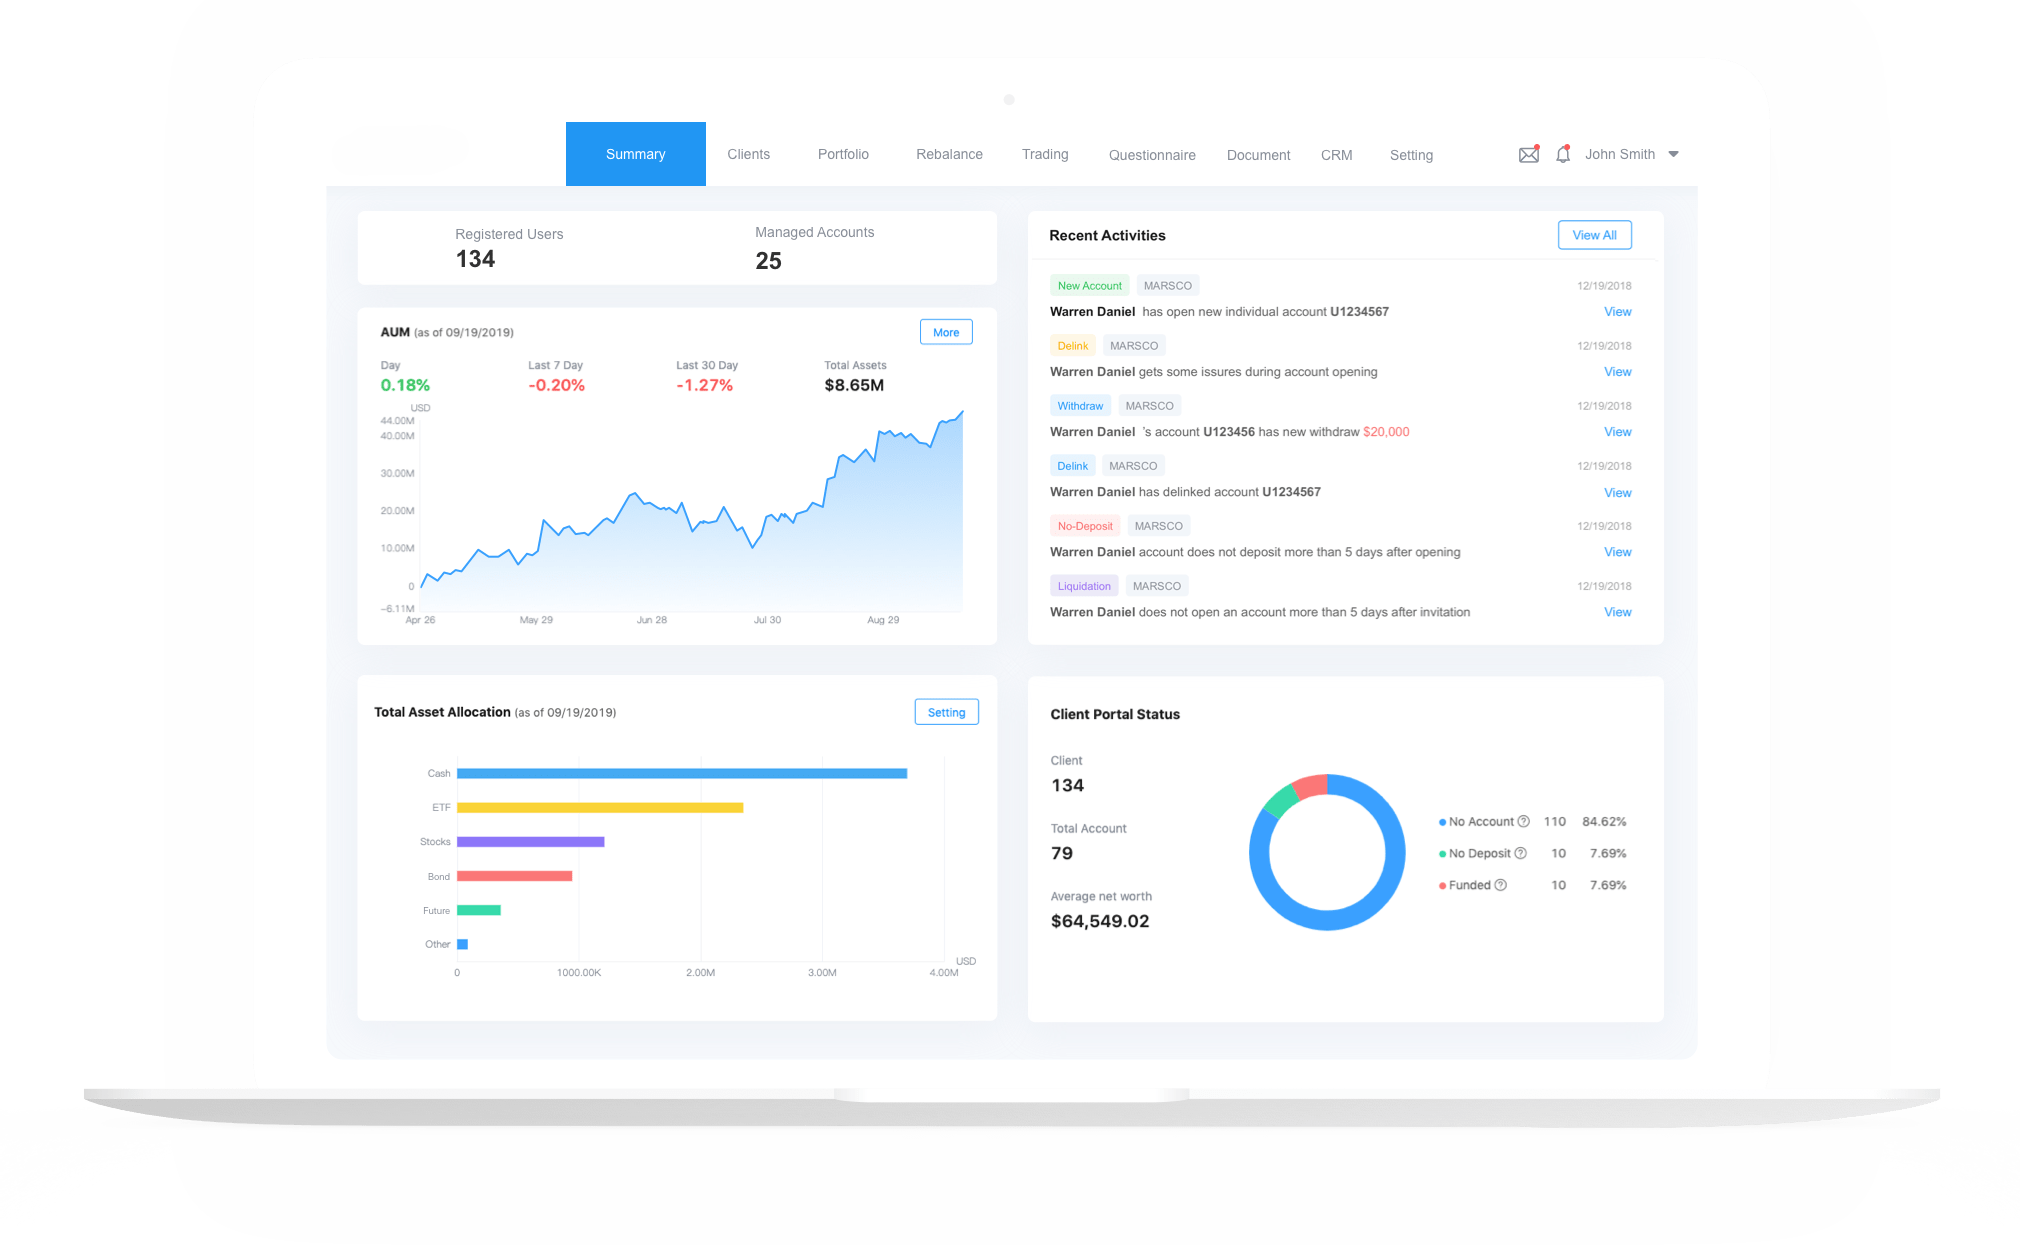 Summary Clients Portfolio Rebalance Trading Questionnaire Document CRM Setting John Smith
Registered Users
134
Managed Accounts
25
AUM (as of 09/19/2019)
More
Day Last 7 Day Last 30 Day Total Assets
0.18% -0.20% -1.27% $8.65M
USD
44.00M
40.00M
30.00M
20.00M
10.00M
0
-6.11M
Apr 26 May 29 Jun 28 Jul 30 Aug 29
Recent Activities
View All
New Account MARSCO 12/19/2018
Warren Daniel has open new individual account U1234567 View
Delink MARSCO 12/19/2018
Warren Daniel gets some issures during account opening View
Withdraw MARSCO 12/19/2018
Warren Daniel 's account U123456 has new withdraw $20,000 View
Delink MARSCO 12/19/2018
Warren Daniel has delinked account U1234567 View
No-Deposit MARSCO 12/19/2018
Warren Daniel account does not deposit more than 5 days after opening View
Liquidation MARSCO 12/19/2018
Warren Daniel does not open an account more than 5 days after invitation View
Total Asset Allocation (as of 09/19/2019)
Setting
Cash
ETF
Stocks
Bond
Future
Other
USD
0 1000.00K 2.00M 3.00M 4.00M
Client Portal Status
Client
134
Total Account
79
Average net worth
$64,549.02
No Account ? 110 84.62%
No Deposit ? 10 7.69%
Funded ? 10 7.69%